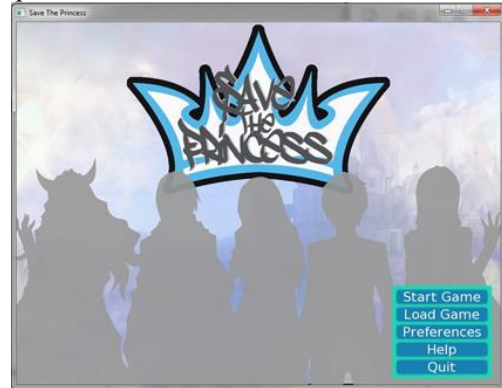 Save The Princess
SAVE
THE
PRINCESS
Start Game
Load Game
Preferences
Help
Quit